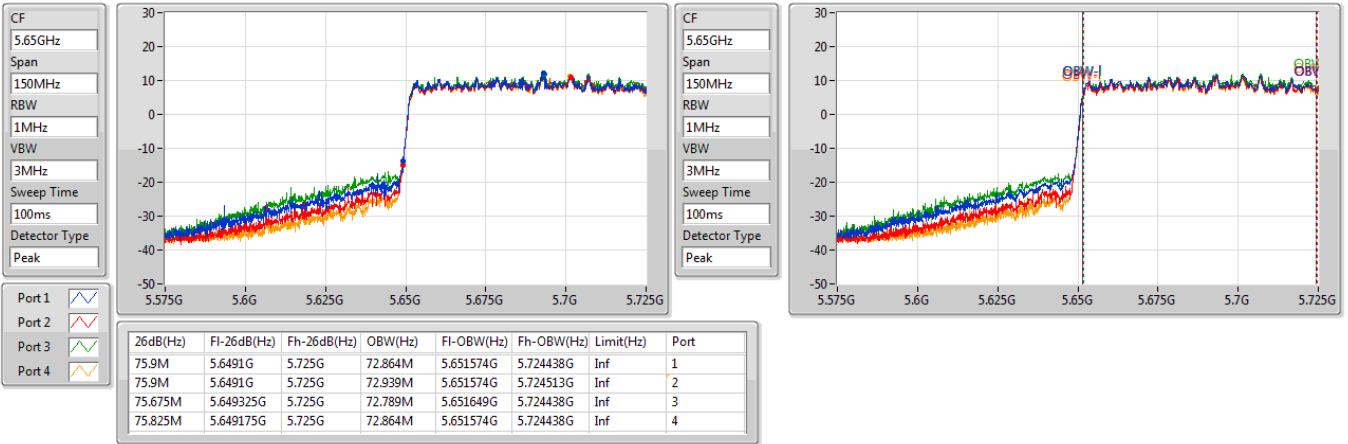 CF
5.65GHz
Span
150MHz
RBW
1MHz
VBW
3MHz
Sweep Time
100ms
Detector Type
Peak
30
20
10
0
-10
-20
-30
-40
-50
5.575G 5.6G 5.625G 5.65G 5.675G 5.7G 5.725G
CF
5.65GHz
Span
150MHz
RBW
1MHz
VBW
3MHz
Sweep Time
100ms
Detector Type
Peak
30
20
10
0
-10
-20
-30
-40
-50
OBW-l
OBW
OBW
5.575G 5.6G 5.625G 5.65G 5.675G 5.7G 5.725G
Port 1
Port 2
Port 3
Port 4
26dB(Hz) Fl-26dB(Hz) Fh-26dB(Hz) OBW(Hz) Fl-OBW(Hz) Fh-OBW(Hz) Limit(Hz) Port
75.9M 5.6491G 5.725G 72.864M 5.651574G 5.724438G Inf 1
75.9M 5.6491G 5.725G 72.939M 5.651574G 5.724513G Inf 2
75.675M 5.649325G 5.725G 72.789M 5.651649G 5.724438G Inf 3
75.825M 5.649175G 5.725G 72.864M 5.651574G 5.724438G Inf 4